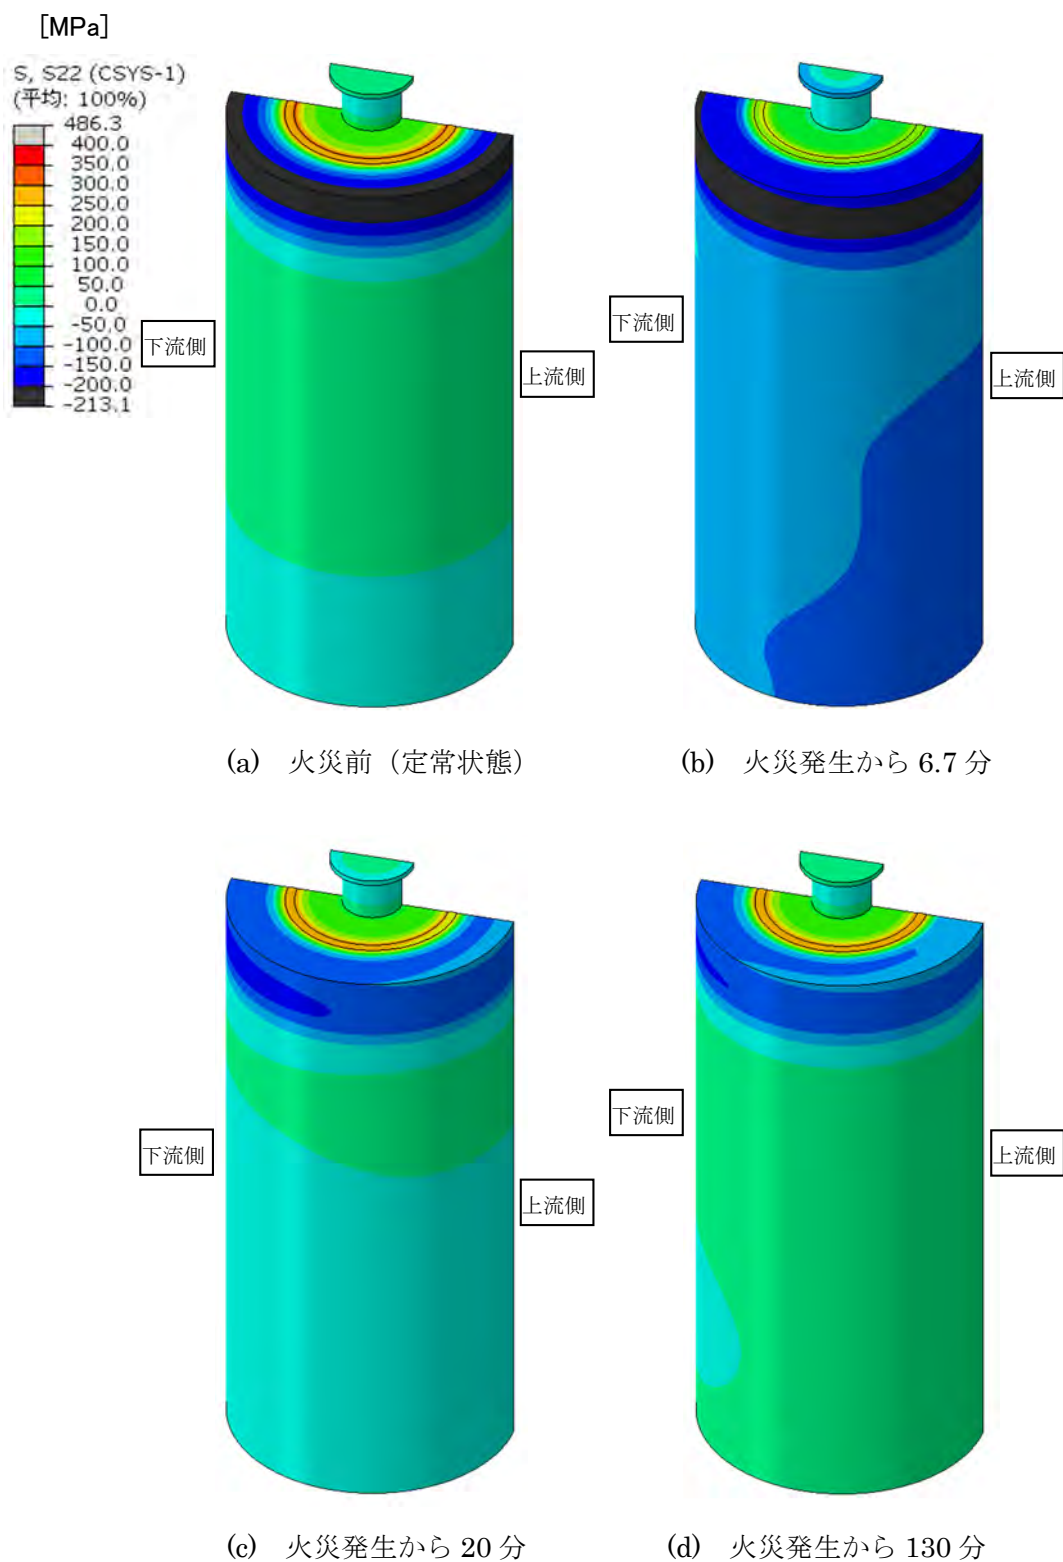 [MPa]
S, S22 (CSYS-1)
(平均: 100%)
486.3
400.0
350.0
300.0
250.0
200.0
150.0
100.0
50.0
0.0
-50.0
-100.0
-150.0
-200.0
-213.1
下流側
上流側
下流側
上流側
(a) 火災前（定常状態）
(b) 火災発生から 6.7 分
下流側
上流側
下流側
上流側
(c) 火災発生から 20 分
(d) 火災発生から 130 分